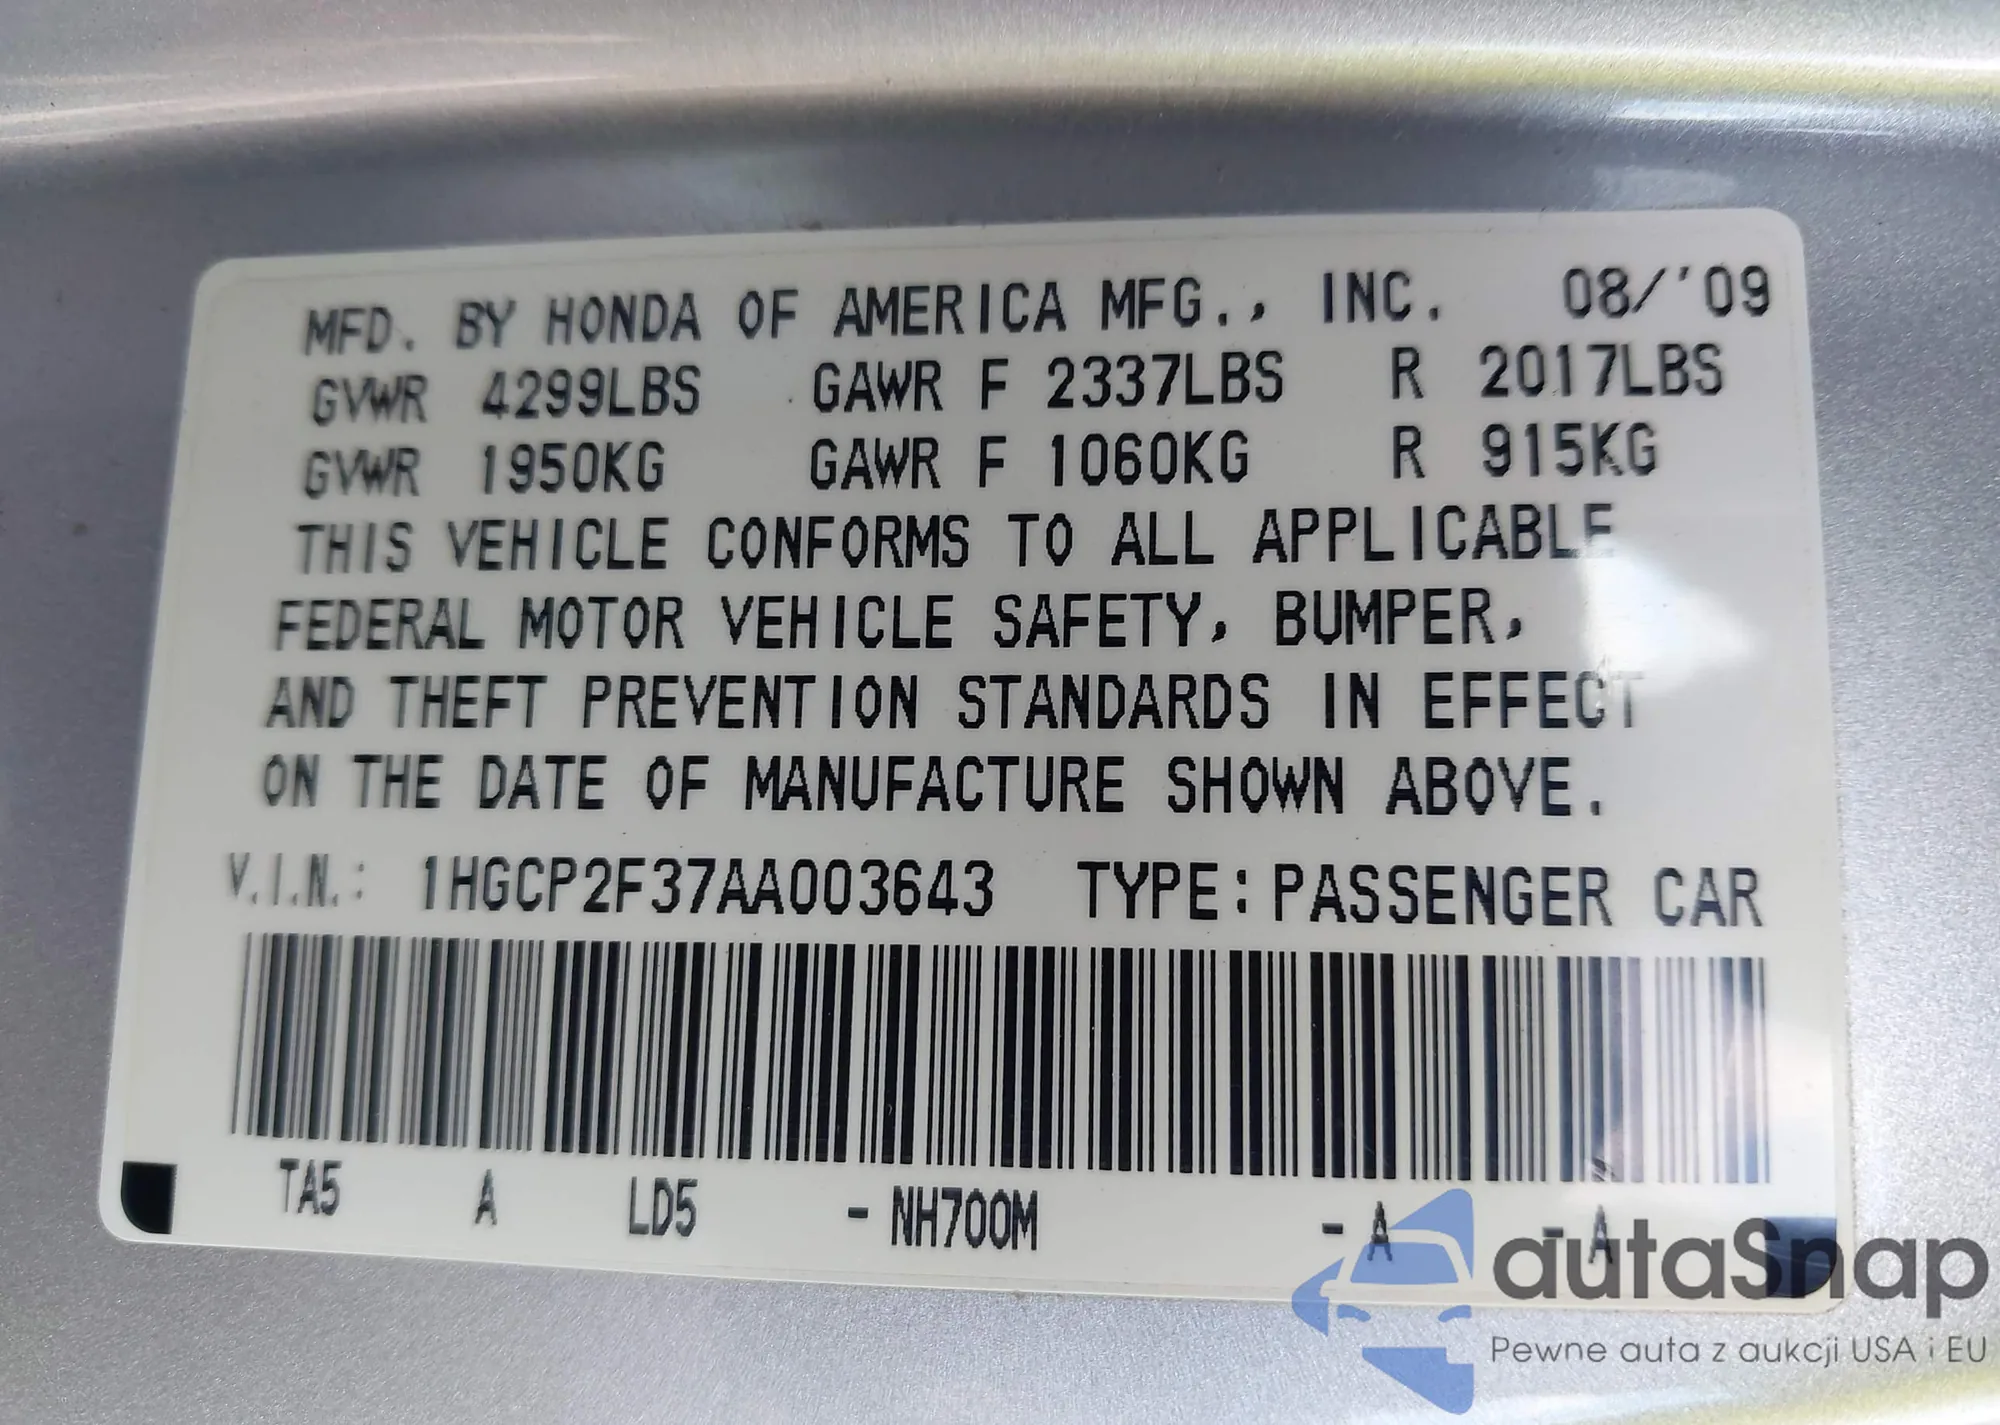 MFD. BY HONDA OF AMERICA MFG., INC. 08/'09
GVWR 4299LBS GAWR F 2337LBS R 2017LBS
GVWR 1950KG GAWR F 1060KG R 915KG
THIS VEHICLE CONFORMS TO ALL APPLICABLE
FEDERAL MOTOR VEHICLE SAFETY, BUMPER,
AND THEFT PREVENTION STANDARDS IN EFFECT
ON THE DATE OF MANUFACTURE SHOWN ABOVE.
V.I.N.: 1HGCP2F37AA003643 TYPE: PASSENGER CAR
TA5 A LD5 - NH700M - A - A
autaSnap
Pewne auta z aukcji USA i EU